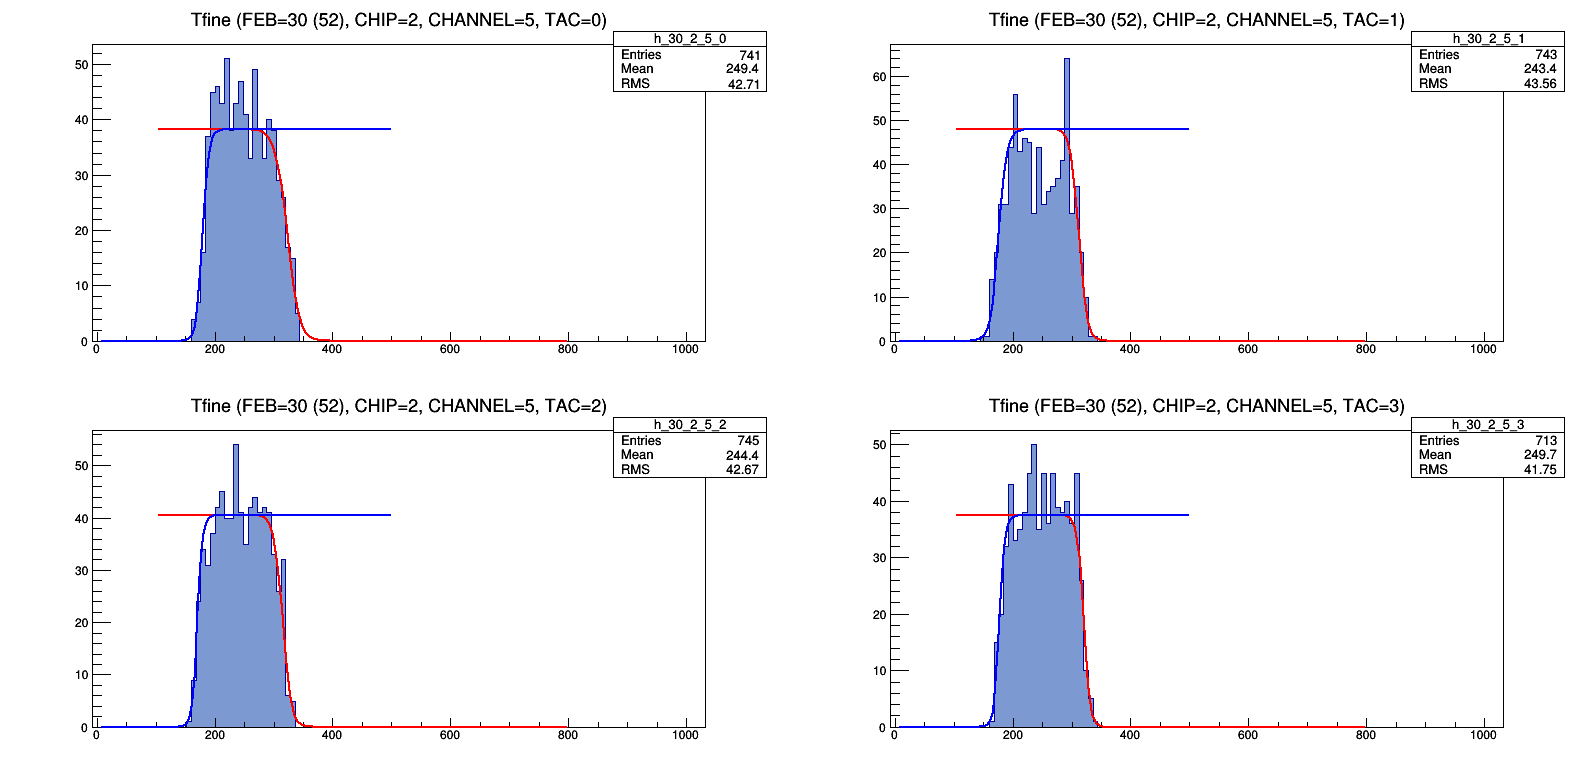 Tfine (FEB=30 (52), CHIP=2, CHANNEL=5, TAC=0)
h_30_2_5_0
Entries 741
Mean 249.4
RMS 42.71
50
40
30
20
10
0
0 200 400 600 800 1000
Tfine (FEB=30 (52), CHIP=2, CHANNEL=5, TAC=1)
h_30_2_5_1
Entries 743
Mean 243.4
RMS 43.56
60
50
40
30
20
10
0
0 200 400 600 800 1000
Tfine (FEB=30 (52), CHIP=2, CHANNEL=5, TAC=2)
h_30_2_5_2
Entries 745
Mean 244.4
RMS 42.67
50
40
30
20
10
0
0 200 400 600 800 1000
Tfine (FEB=30 (52), CHIP=2, CHANNEL=5, TAC=3)
h_30_2_5_3
Entries 713
Mean 249.7
RMS 41.75
50
40
30
20
10
0
0 200 400 600 800 1000